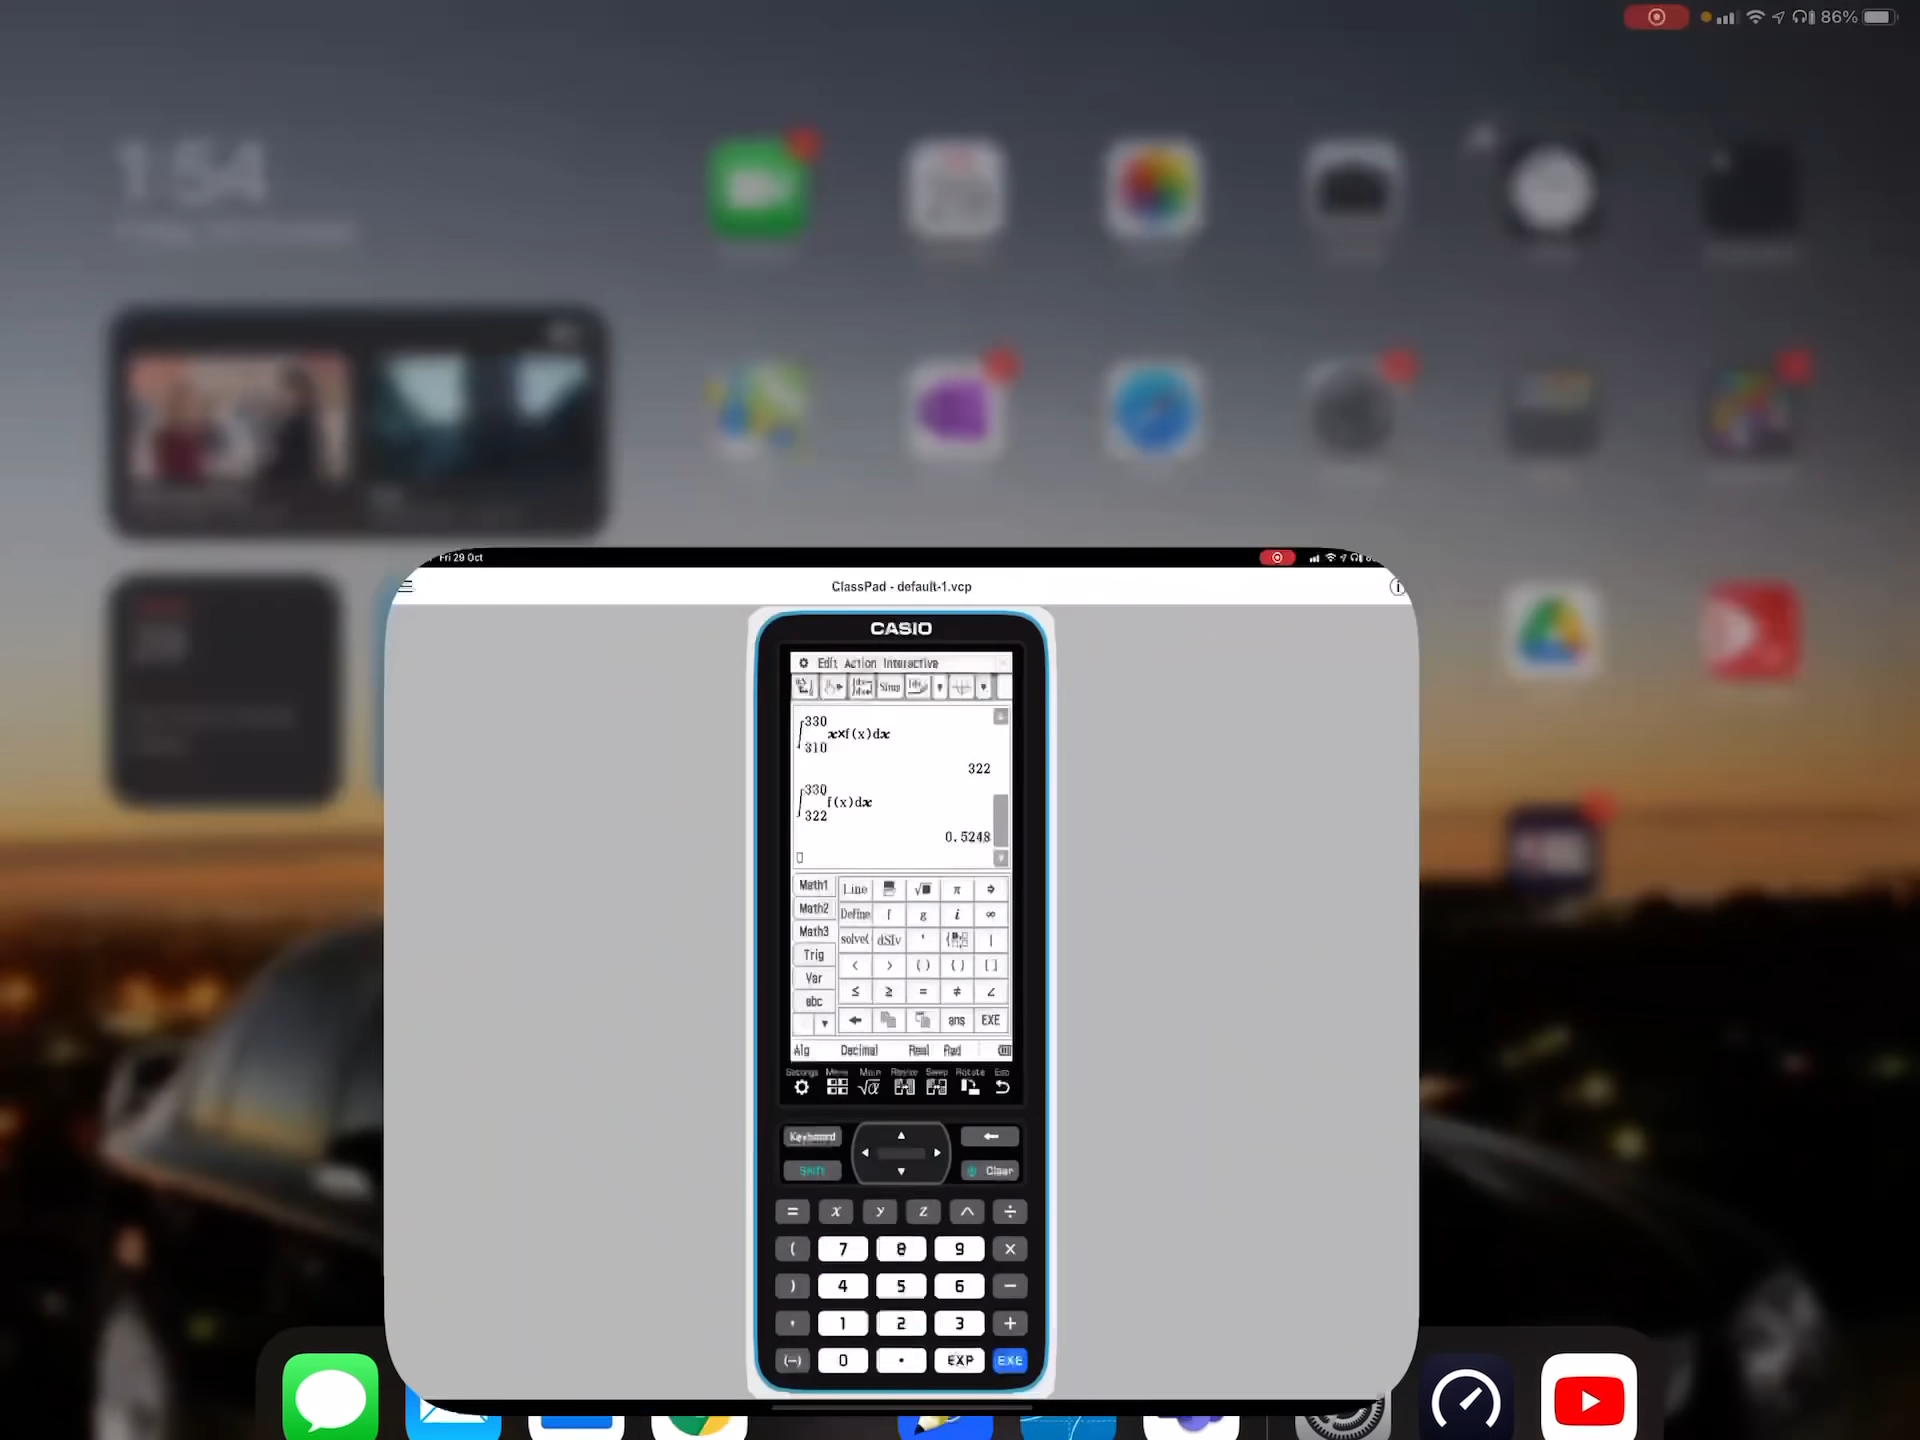 86%
1:54
Fri 29 Oct
ClassPad - default-1.vcp
CASIO
Edit Action Interactive
Simp
∫330 310 x×f(x)dx
322
∫330 322 f(x)dx
0.5248
Math1 Line √■ π ⇒
Math2 Define f g i ∞
Math3 solve( dSlv ' |
Trig < > ( ) { } [ ]
Var ≤ ≥ = ≠ ∠
abc
▼ ← ans EXE
Alg Decimal Real Rad
Settings Menu Main Resize Swap Rotate Esc
Keyboard
Shift Clear
= x y z ^ ÷
( 7 8 9 ×
) 4 5 6 −
, 1 2 3 +
(−) 0 . EXP EXE